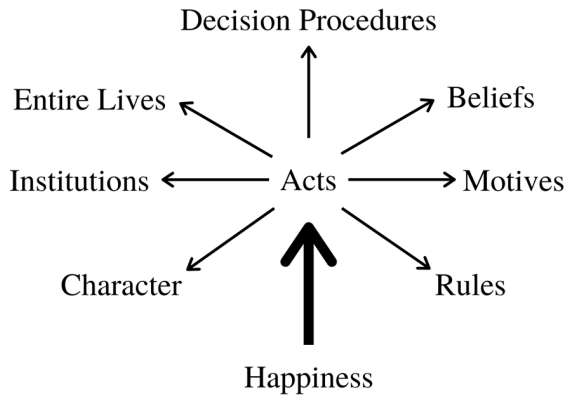 Decision Procedures
Entire Lives
Beliefs
Institutions
Acts
Motives
Character
Rules
Happiness